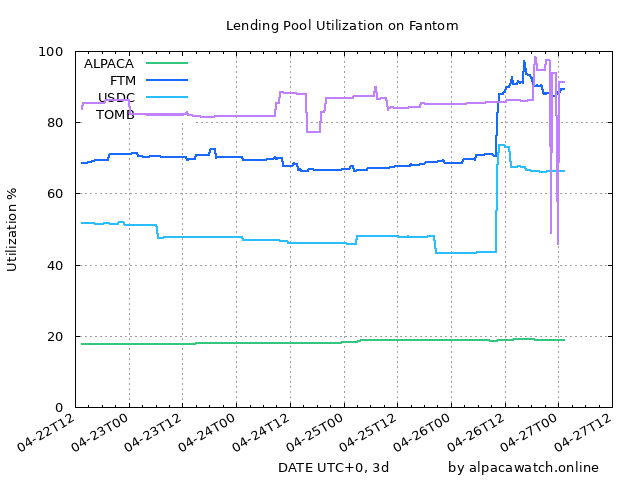 Lending Pool Utilization on Fantom
100
80
60
40
20
0
Utilization %
ALPACA
FTM
USDC
TOMB
04-22T12
04-23T00
04-23T12
04-24T00
04-24T12
04-25T00
04-25T12
04-26T00
04-26T12
04-27T00
04-27T12
DATE UTC+0, 3d
by alpacawatch.online